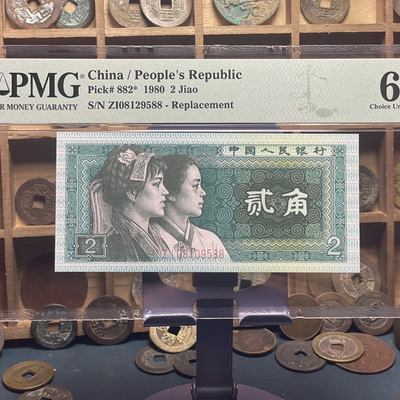 PMG
China / People's Republic
Pick# 882* 1980 2 Jiao
S/N ZI08129588 - Replacement
R MONEY GUARANTY
6
Choice Un
中国人民银行
贰角
2
2